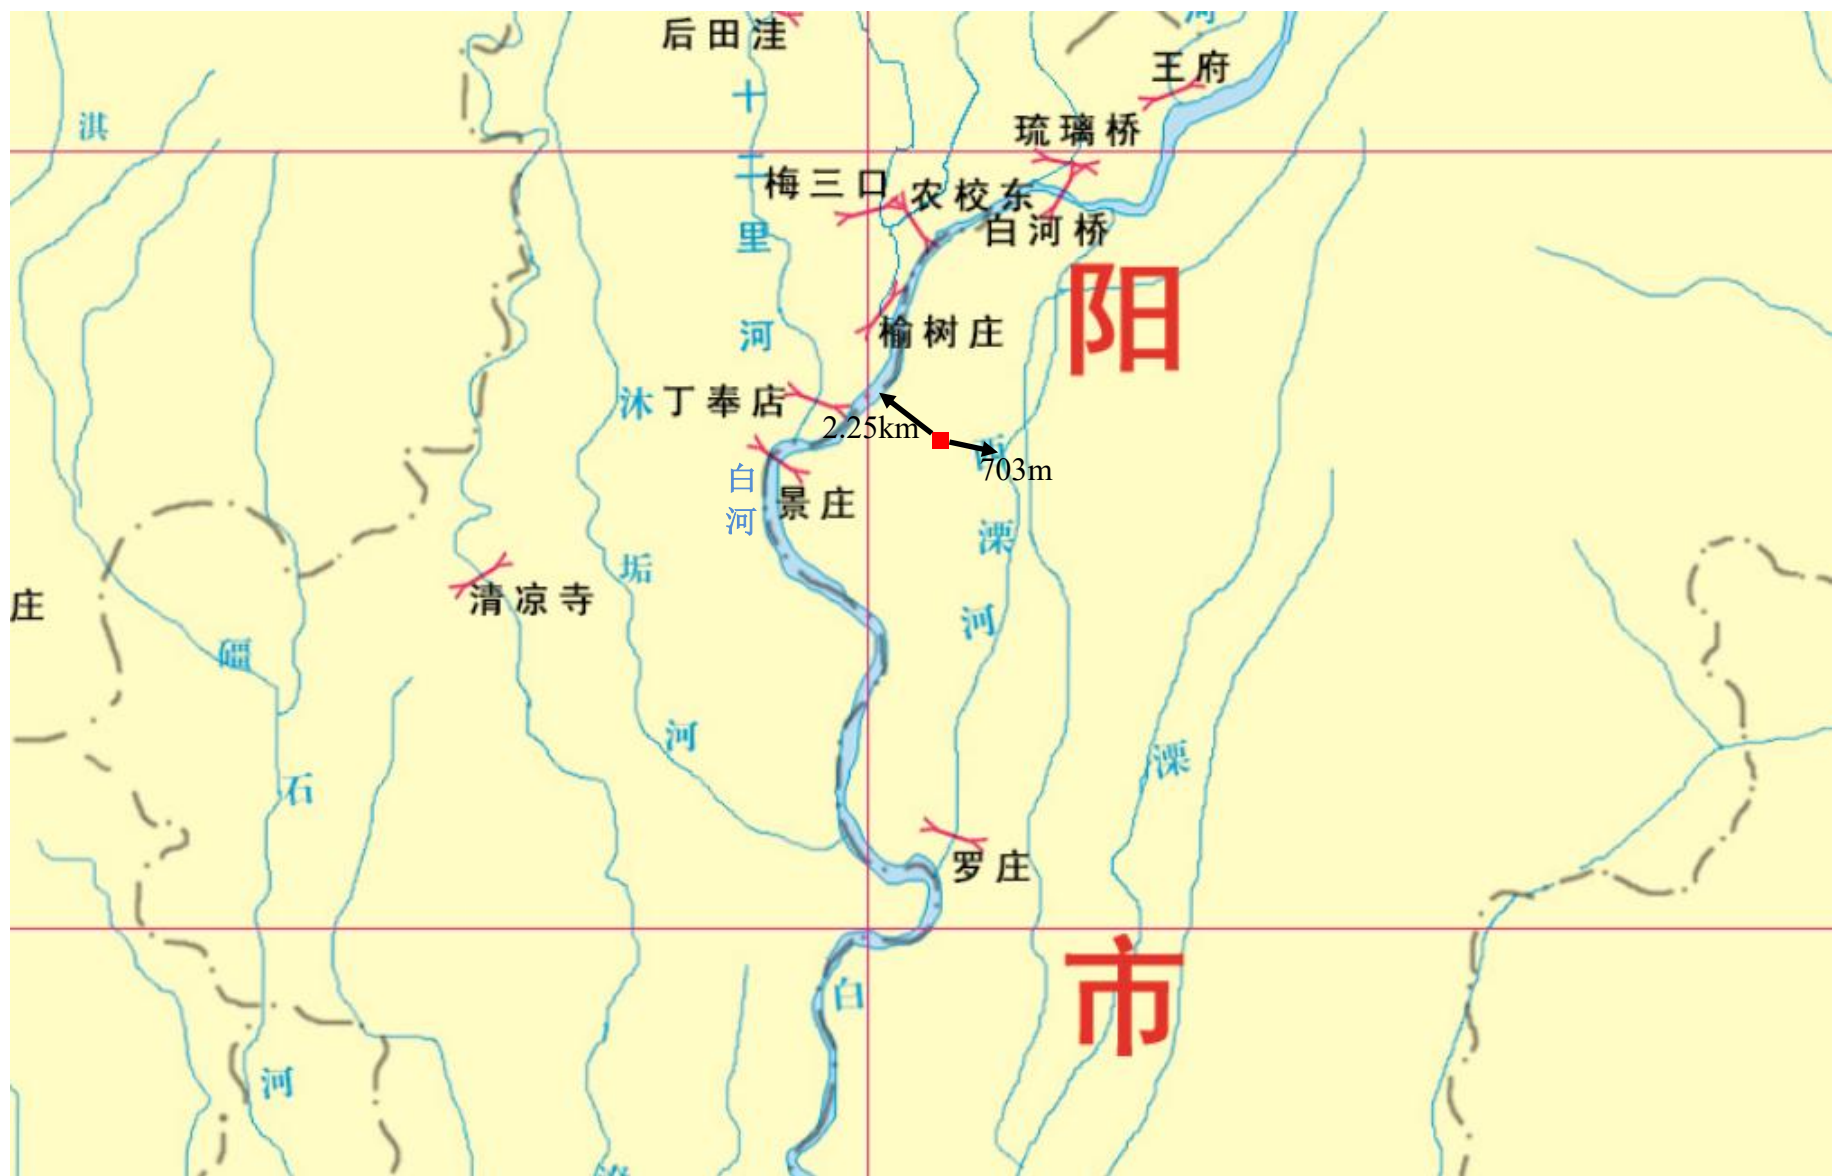 后田洼
河
王府
淇
十二里河
琉璃桥
梅三口
农校东
白河桥
阳
榆树庄
沐垢河
丁奉店
2.25km
西溧河
703m
白河
景庄
清凉寺
庄
礓石河
溧
罗庄
市
白